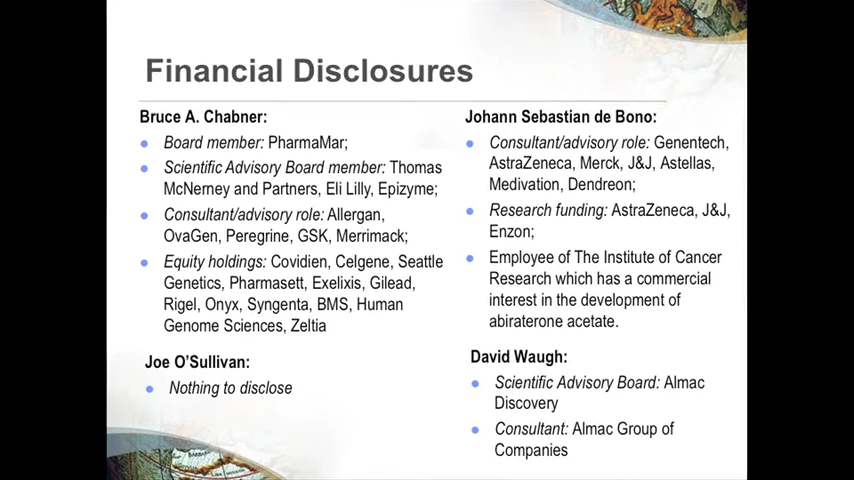 Financial Disclosures
Bruce A. Chabner:
Board member: PharmaMar;
Scientific Advisory Board member: Thomas
McNerney and Partners, Eli Lilly, Epizyme;
Consultant/advisory role: Allergan,
OvaGen, Peregrine, GSK, Merrimack;
Equity holdings: Covidien, Celgene, Seattle
Genetics, Pharmasett, Exelixis, Gilead,
Rigel, Onyx, Syngenta, BMS, Human
Genome Sciences, Zeltia
Joe O'Sullivan:
Nothing to disclose
Johann Sebastian de Bono:
Consultant/advisory role: Genentech,
AstraZeneca, Merck, J&J, Astellas,
Medivation, Dendreon;
Research funding: AstraZeneca, J&J,
Enzon;
Employee of The Institute of Cancer
Research which has a commercial
interest in the development of
abiraterone acetate.
David Waugh:
Scientific Advisory Board: Almac
Discovery
Consultant: Almac Group of
Companies